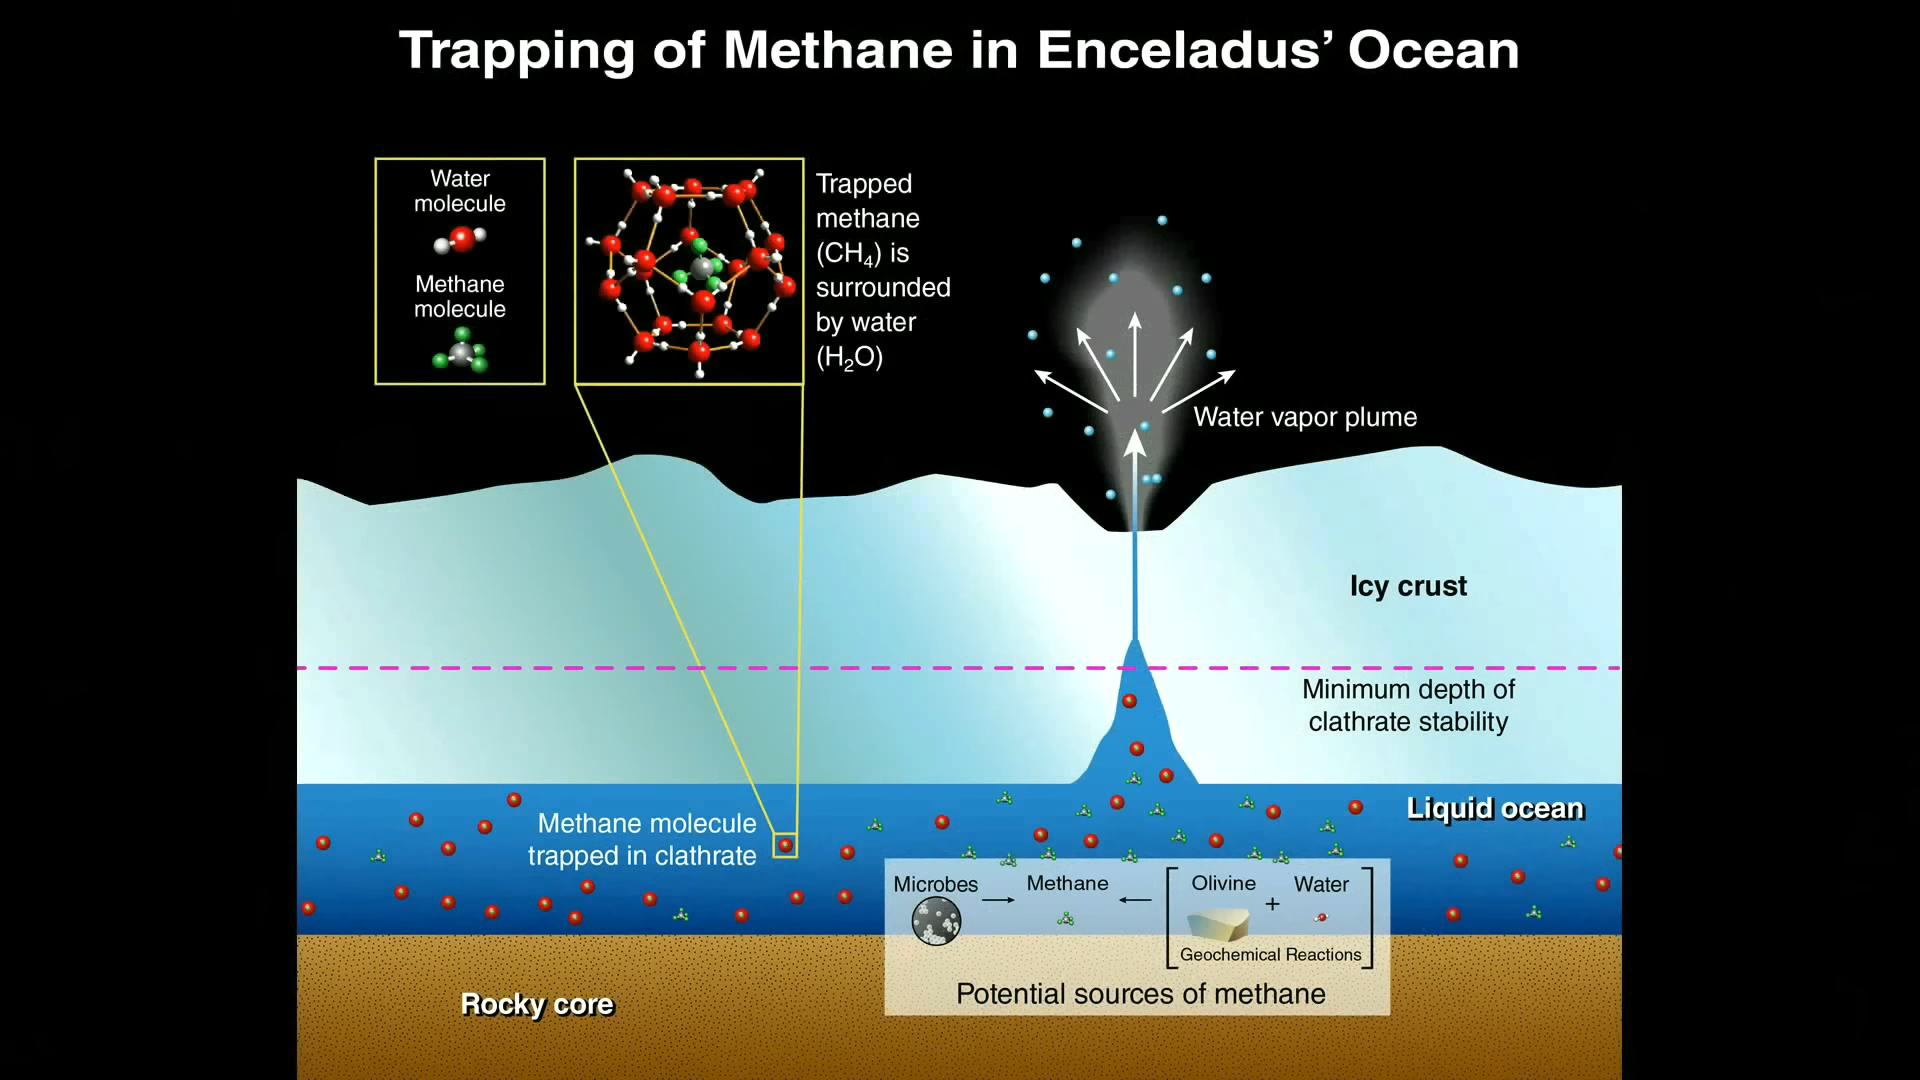 Trapping of Methane in Enceladus’ Ocean
Water
molecule
Methane
molecule
Trapped
methane
(CH₄) is
surrounded
by water
(H₂O)
Water vapor plume
Icy crust
Minimum depth of
clathrate stability
Liquid ocean
Methane molecule
trapped in clathrate
Microbes
Methane
Olivine
+
Water
Geochemical Reactions
Potential sources of methane
Rocky core